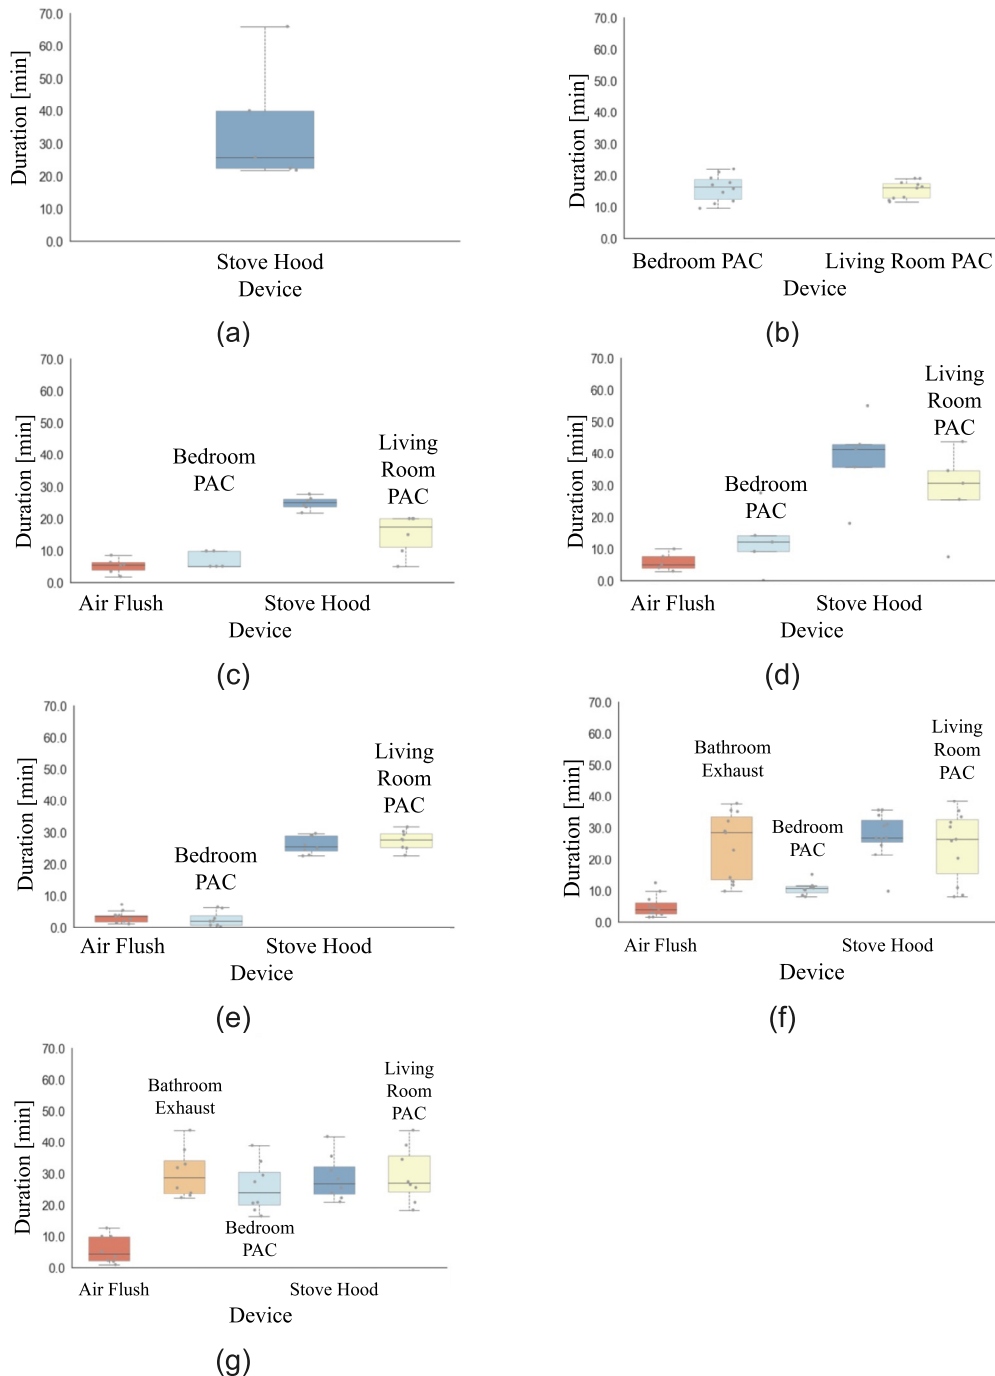 70.0
60.0
50.0
40.0
30.0
20.0
10.0
0.0
Duration [min]
Stove Hood
Device
(a)
70.0
60.0
50.0
40.0
30.0
20.0
10.0
0.0
Duration [min]
Bedroom PAC
Living Room PAC
Device
(b)
70.0
60.0
50.0
40.0
30.0
20.0
10.0
0.0
Duration [min]
Bedroom
PAC
Living
Room
PAC
Air Flush
Stove Hood
Device
(c)
70.0
60.0
50.0
40.0
30.0
20.0
10.0
0.0
Duration [min]
Bedroom
PAC
Living
Room
PAC
Air Flush
Stove Hood
Device
(d)
70.0
60.0
50.0
40.0
30.0
20.0
10.0
0.0
Duration [min]
Bedroom
PAC
Living
Room
PAC
Air Flush
Stove Hood
Device
(e)
70.0
60.0
50.0
40.0
30.0
20.0
10.0
0.0
Duration [min]
Bathroom
Exhaust
Bedroom
PAC
Living
Room
PAC
Air Flush
Stove Hood
Device
(f)
70.0
60.0
50.0
40.0
30.0
20.0
10.0
0.0
Duration [min]
Bathroom
Exhaust
Bedroom
PAC
Living
Room
PAC
Air Flush
Stove Hood
Device
(g)